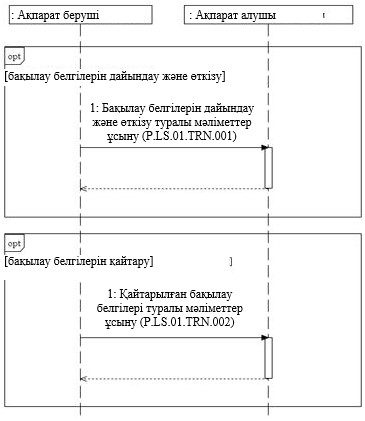 : Ақпарат беруші
: Ақпарат алушы
opt
[бақылау белгілерін дайындау және өткізу]
1: Бақылау белгілерін дайындау
және өткізу туралы мәліметтер
ұсыну (P.LS.01.TRN.001)
opt
[бақылау белгілерін қайтару] ]
1: Қайтарылған бақылау
белгілері туралы мәліметтер
ұсыну (P.LS.01.TRN.002)